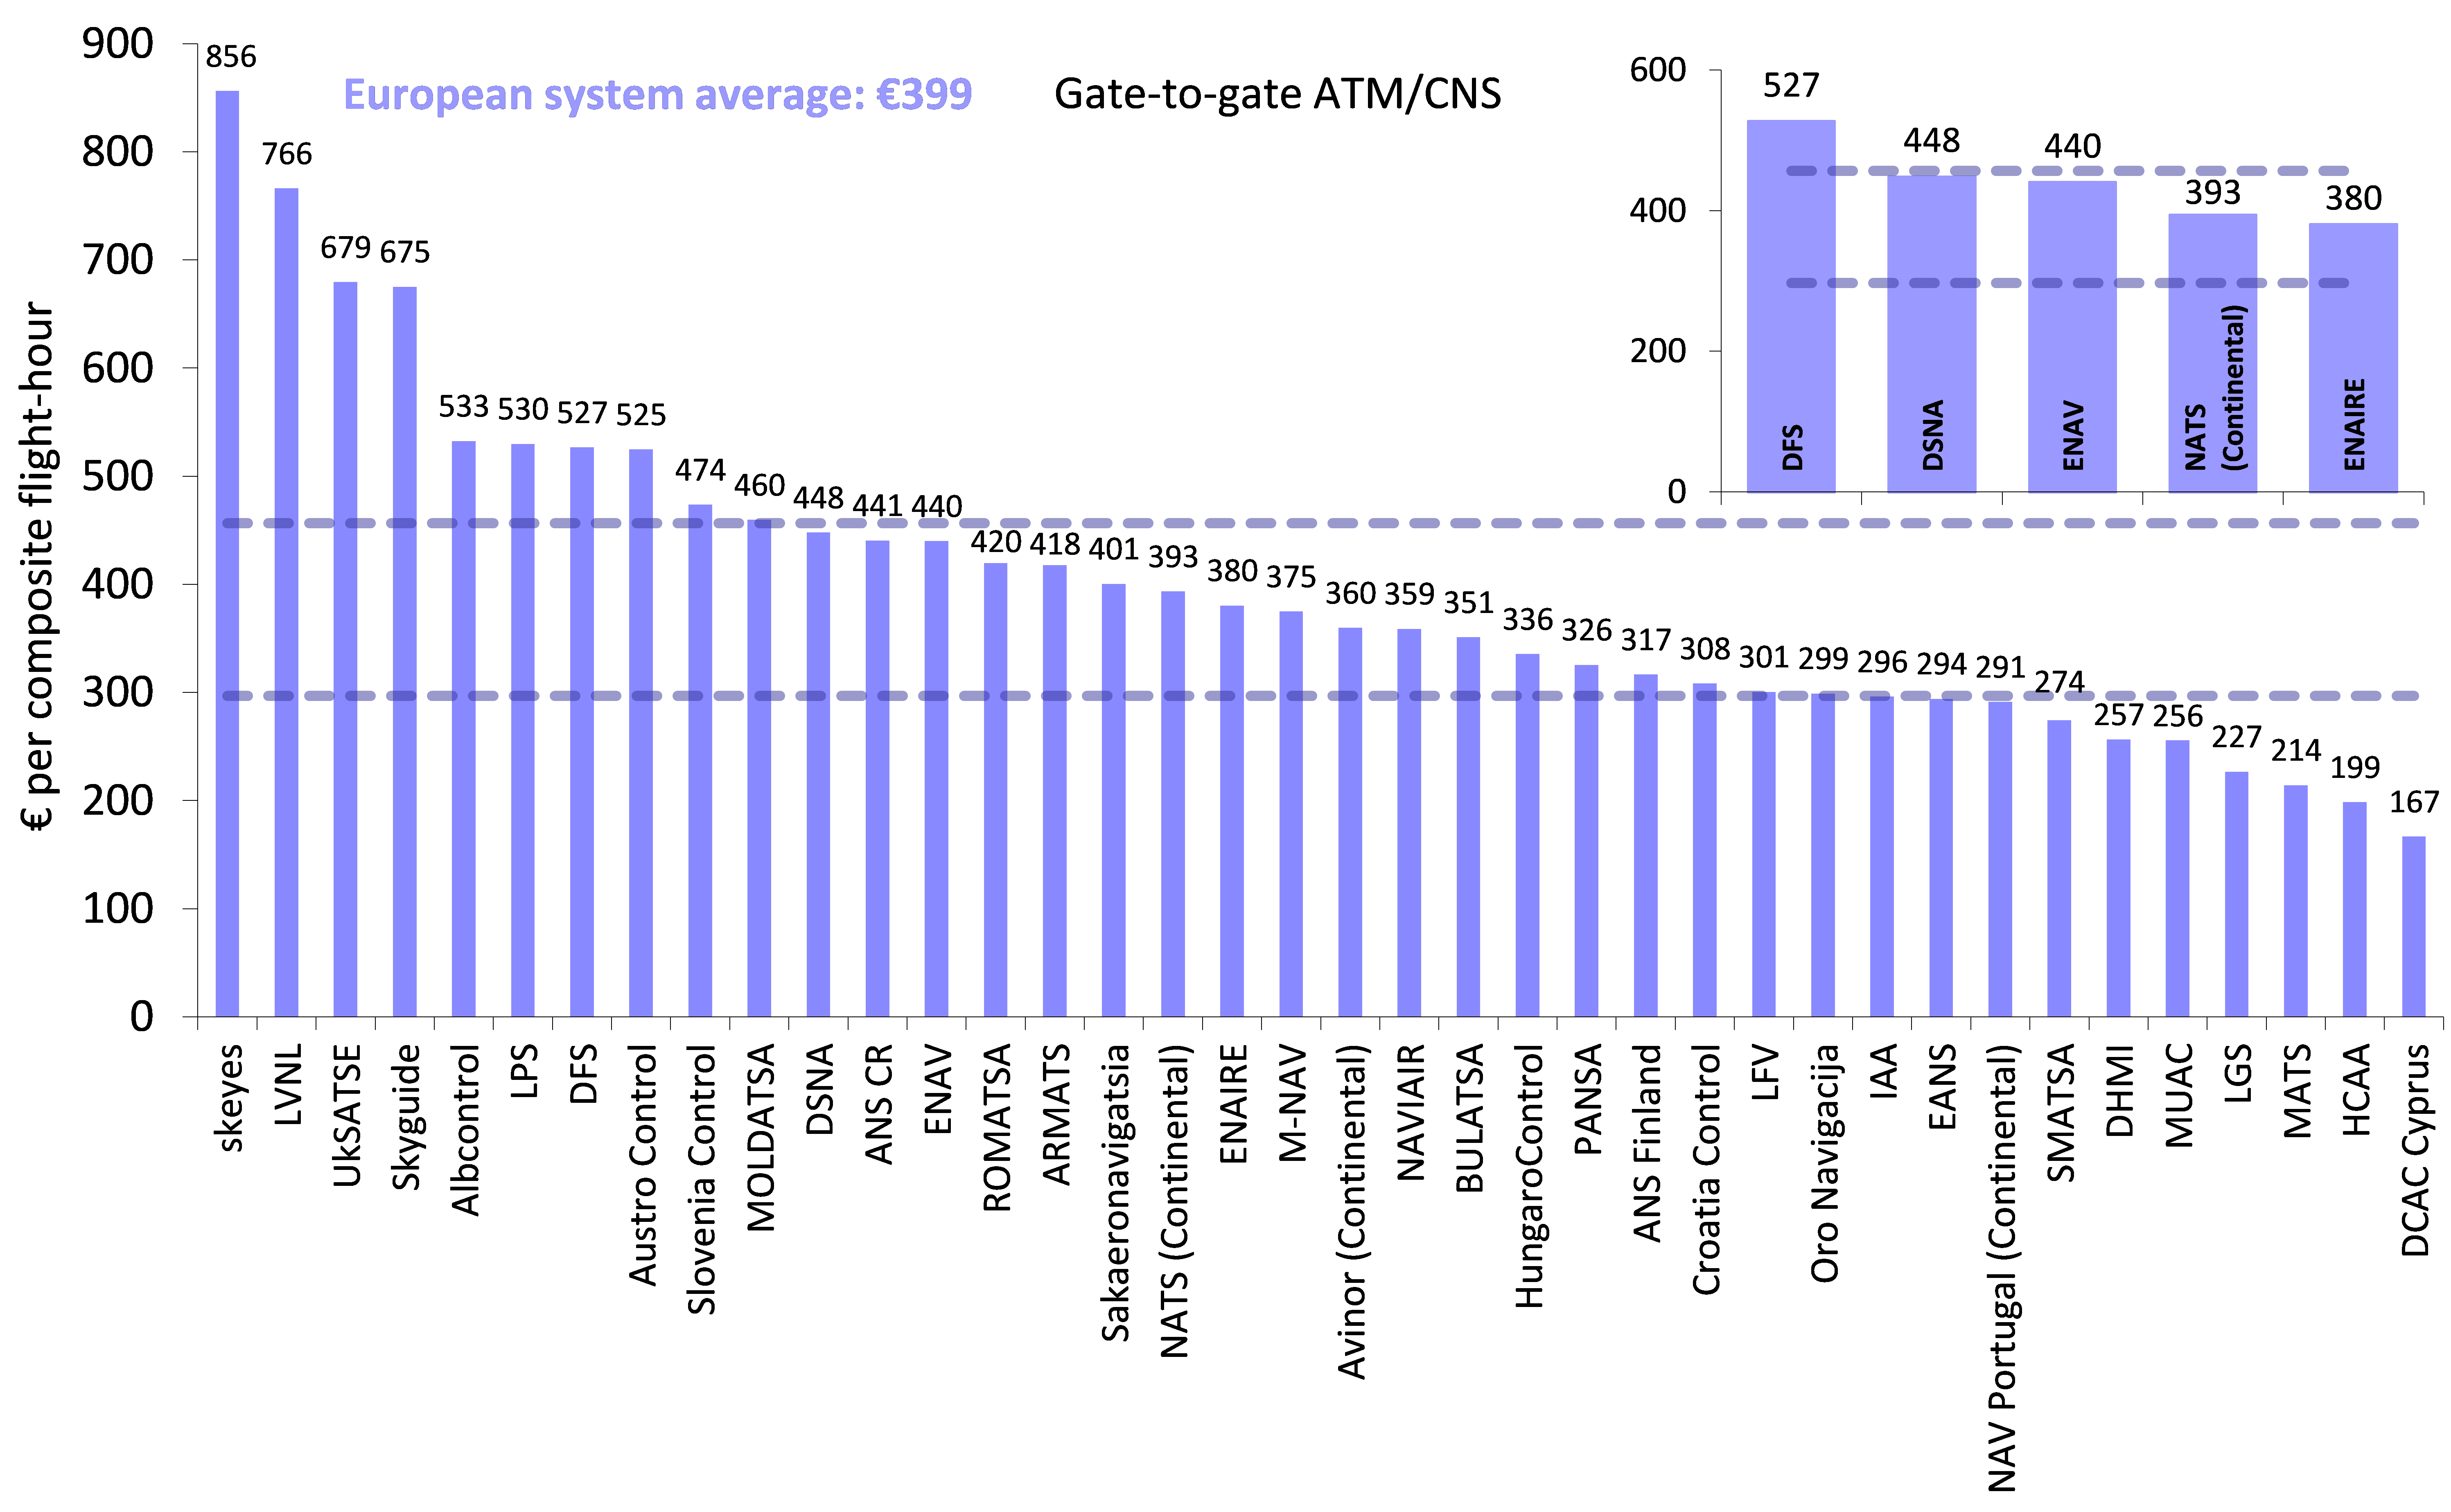 € per composite flight-hour
900
800
700
600
500
400
300
200
100
0
European system average: €399
Gate-to-gate ATM/CNS
856
766
679
675
533
530
527
525
474
460
448
441
440
420
418
401
393
380
375
360
359
351
336
326
317
308
301
299
296
294
291
274
257
256
227
214
199
167
skeyes
LVNL
UkSATSE
Skyguide
Albcontrol
LPS
DFS
Austro Control
Slovenia Control
MOLDATSA
DSNA
ANS CR
ENAV
ROMATSA
ARMATS
Sakaeronavigatsia
NATS (Continental)
ENAIRE
M-NAV
Avinor (Continental)
NAVIAIR
BULATSA
HungaroControl
PANSA
ANS Finland
Croatia Control
LFV
Oro Navigacija
IAA
EANS
NAV Portugal (Continental)
SMATSA
DHMI
MUAC
LGS
MATS
HCAA
DCAC Cyprus
600
400
200
0
527
448
440
393
380
DFS
DSNA
ENAV
NATS
(Continental)
ENAIRE